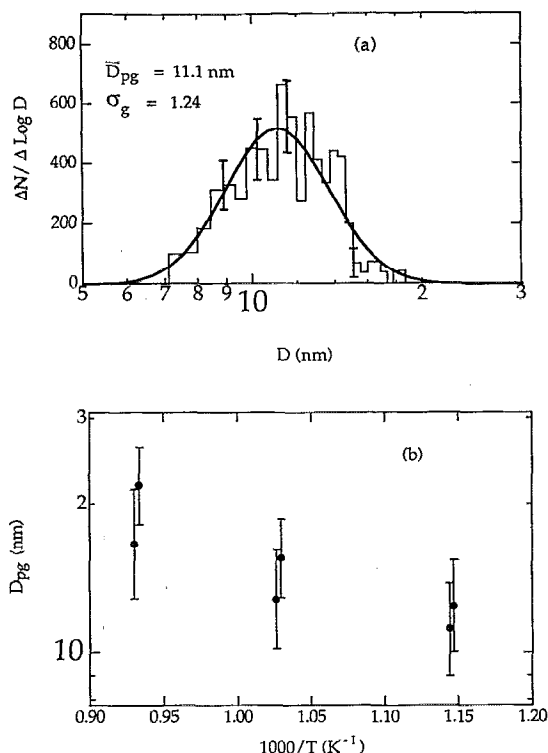 800
(a)
D̄pg = 11.1 nm
σg = 1.24
600
ΔN/Δ Log D
400
200
0
5 6 7 8 9 10 2 3
D (nm)
3
(b)
2
Dpg (nm)
10
0.90 0.95 1.00 1.05 1.10 1.15 1.20
1000/T (K⁻¹)